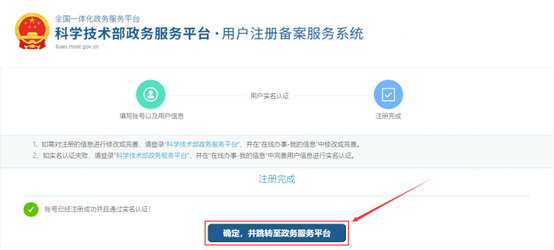 全国一体化政务服务平台
科学技术部政务服务平台·用户注册备案服务系统
fuwu.most.gov.cn
用户实名认证
填写账号以及用户信息
注册完成
1、如需对注册的信息进行修改或完善，请登录“科学技术部政务服务平台”，并在“在线办事-我的信息”中修改或完善。
2、如实名认证失败，请登录“科学技术部政务服务平台”，并在“在线办事-我的信息”中完善用户信息进行实名认证。
注册完成
账号已经注册成功并且通过实名认证！
确定，并跳转至政务服务平台